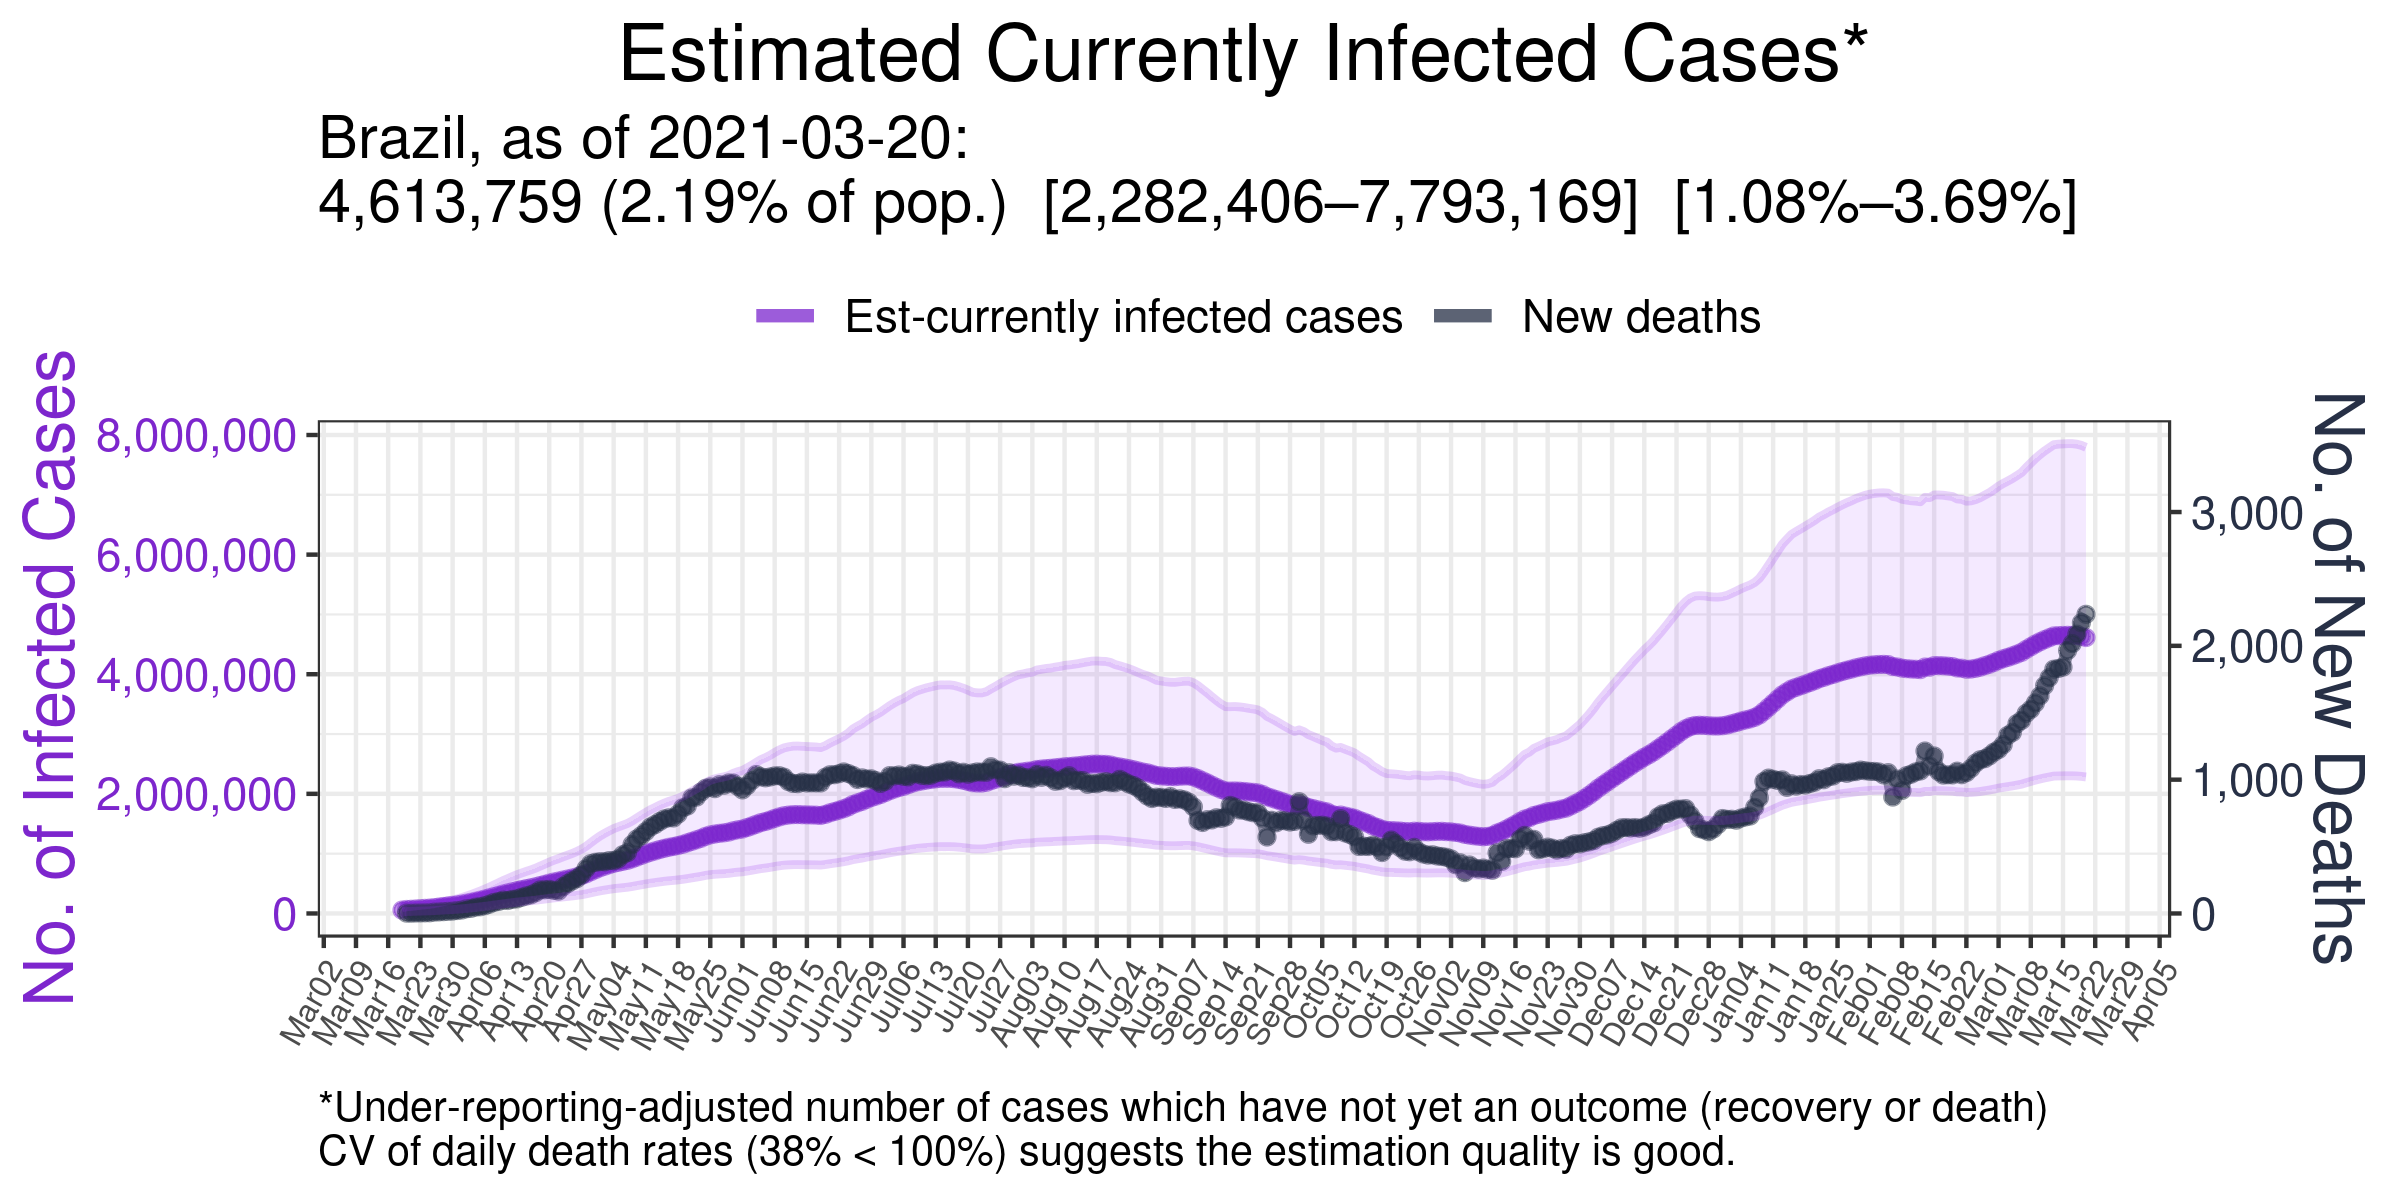 Estimated Currently Infected Cases*
Brazil, as of 2021-03-20:
4,613,759 (2.19% of pop.) [2,282,406–7,793,169] [1.08%–3.69%]
Est-currently infected cases New deaths
No. of Infected Cases
8,000,000
6,000,000
4,000,000
2,000,000
0
No. of New Deaths
3,000
2,000
1,000
0
Mar02 Mar09 Mar16 Mar23 Mar30 Apr06 Apr13 Apr20 Apr27 May04 May11 May18 May25 Jun01 Jun08 Jun15 Jun22 Jun29 Jul06 Jul13 Jul20 Jul27 Aug03 Aug10 Aug17 Aug24 Aug31 Sep07 Sep14 Sep21 Sep28 Oct05 Oct12 Oct19 Oct26 Nov02 Nov09 Nov16 Nov23 Nov30 Dec07 Dec14 Dec21 Dec28 Jan04 Jan11 Jan18 Jan25 Feb01 Feb08 Feb15 Feb22 Mar01 Mar08 Mar15 Mar22 Mar29 Apr05
*Under-reporting-adjusted number of cases which have not yet an outcome (recovery or death)
CV of daily death rates (38% < 100%) suggests the estimation quality is good.